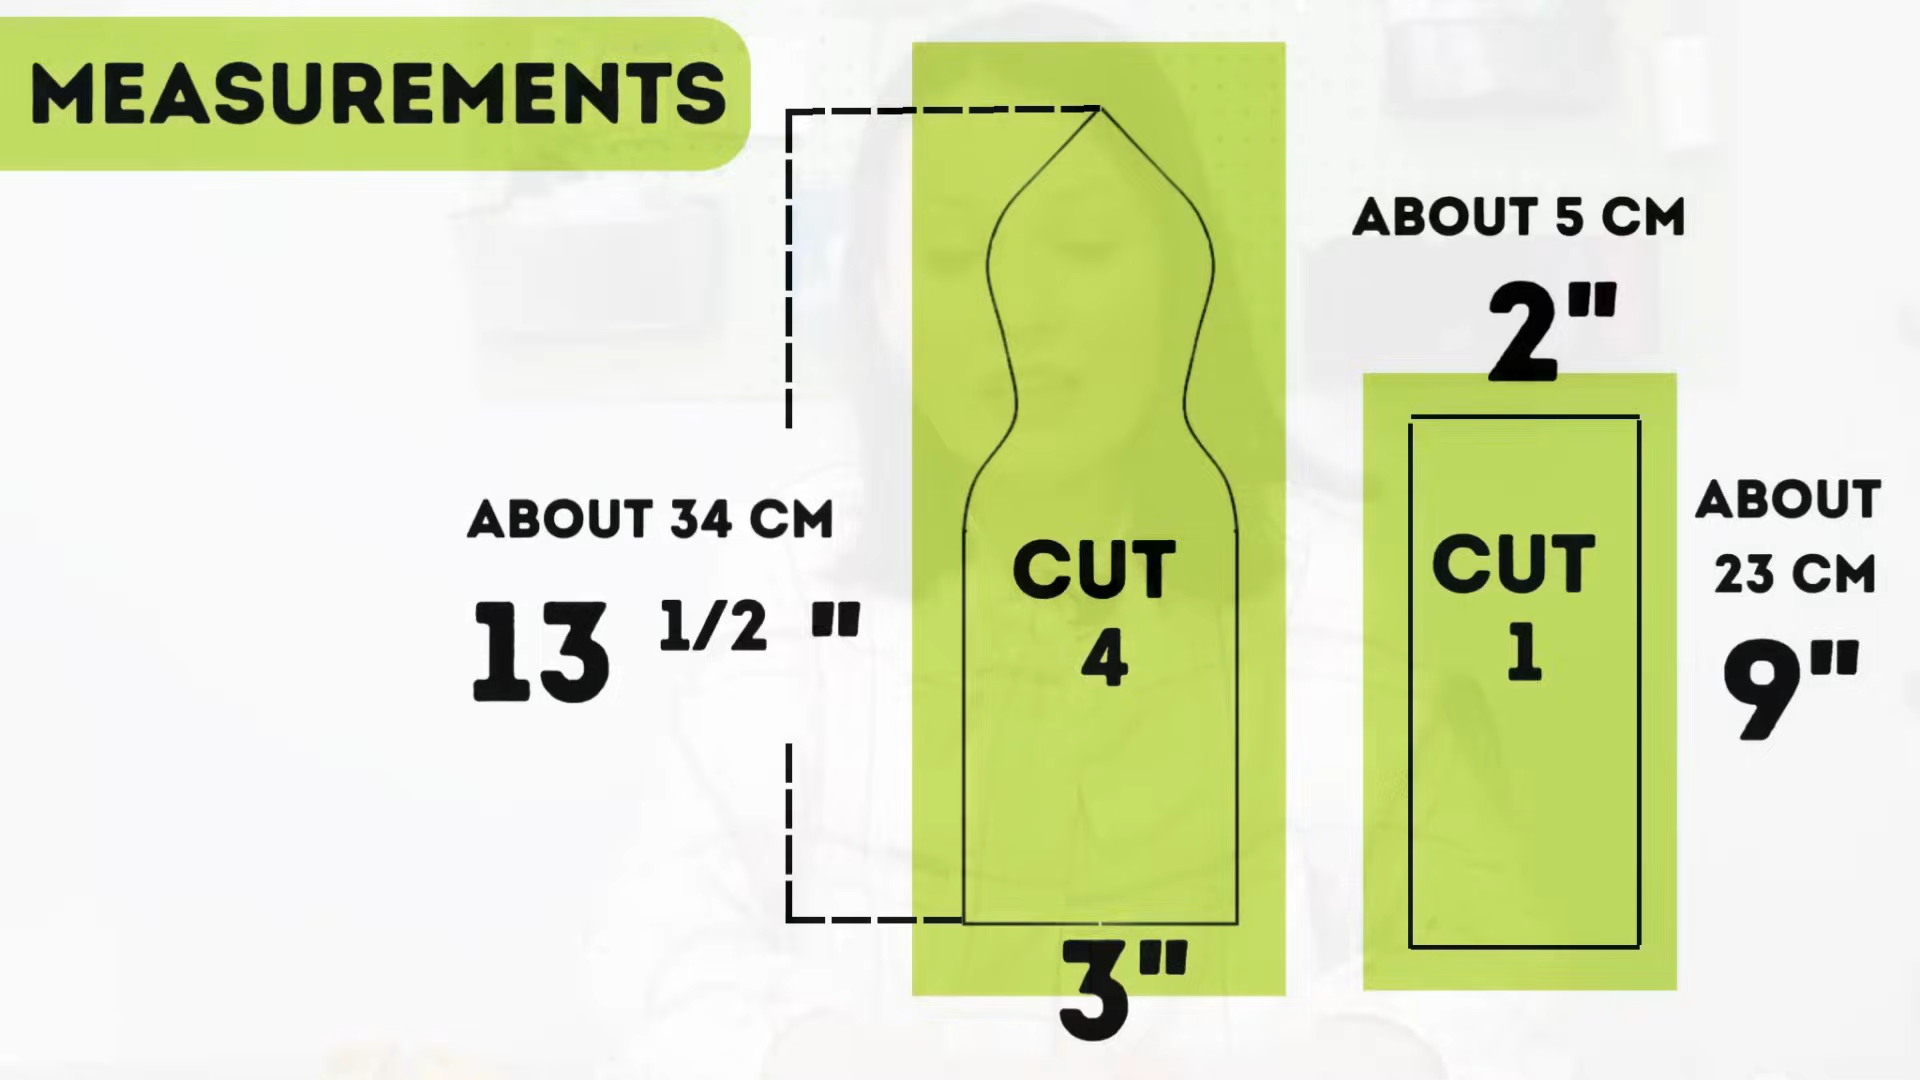 MEASUREMENTS
ABOUT 34 CM
13 1/2 "
CUT
4
3"
ABOUT 5 CM
2"
CUT
1
ABOUT
23 CM
9"